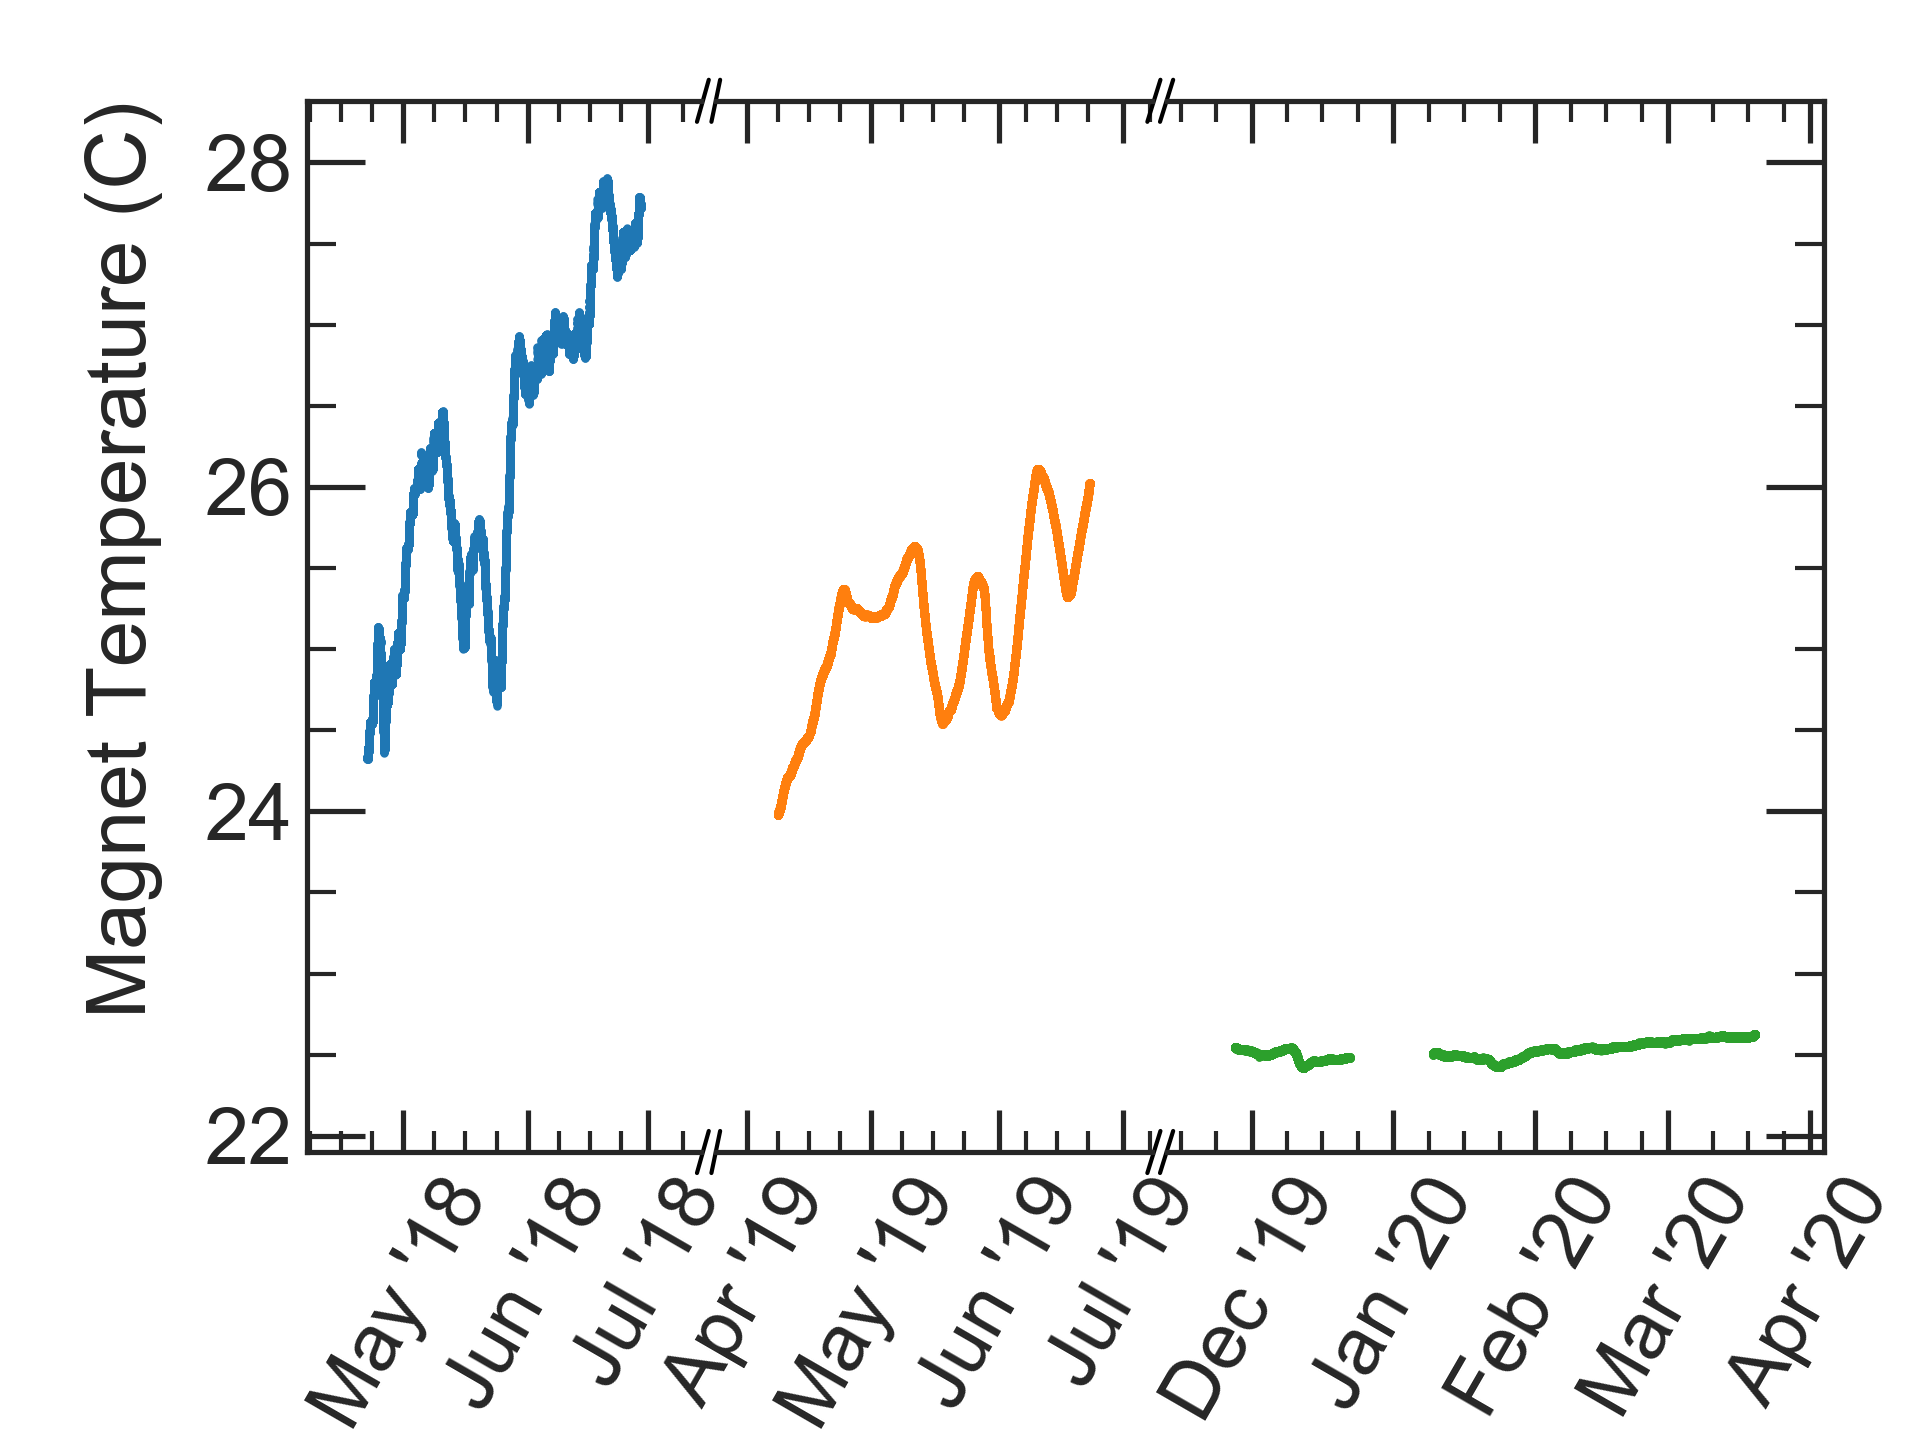 Magnet Temperature (C)
28
26
24
22
May '18
Jun '18
Jul '18
Apr '19
May '19
Jun '19
Jul '19
Dec '19
Jan '20
Feb '20
Mar '20
Apr '20